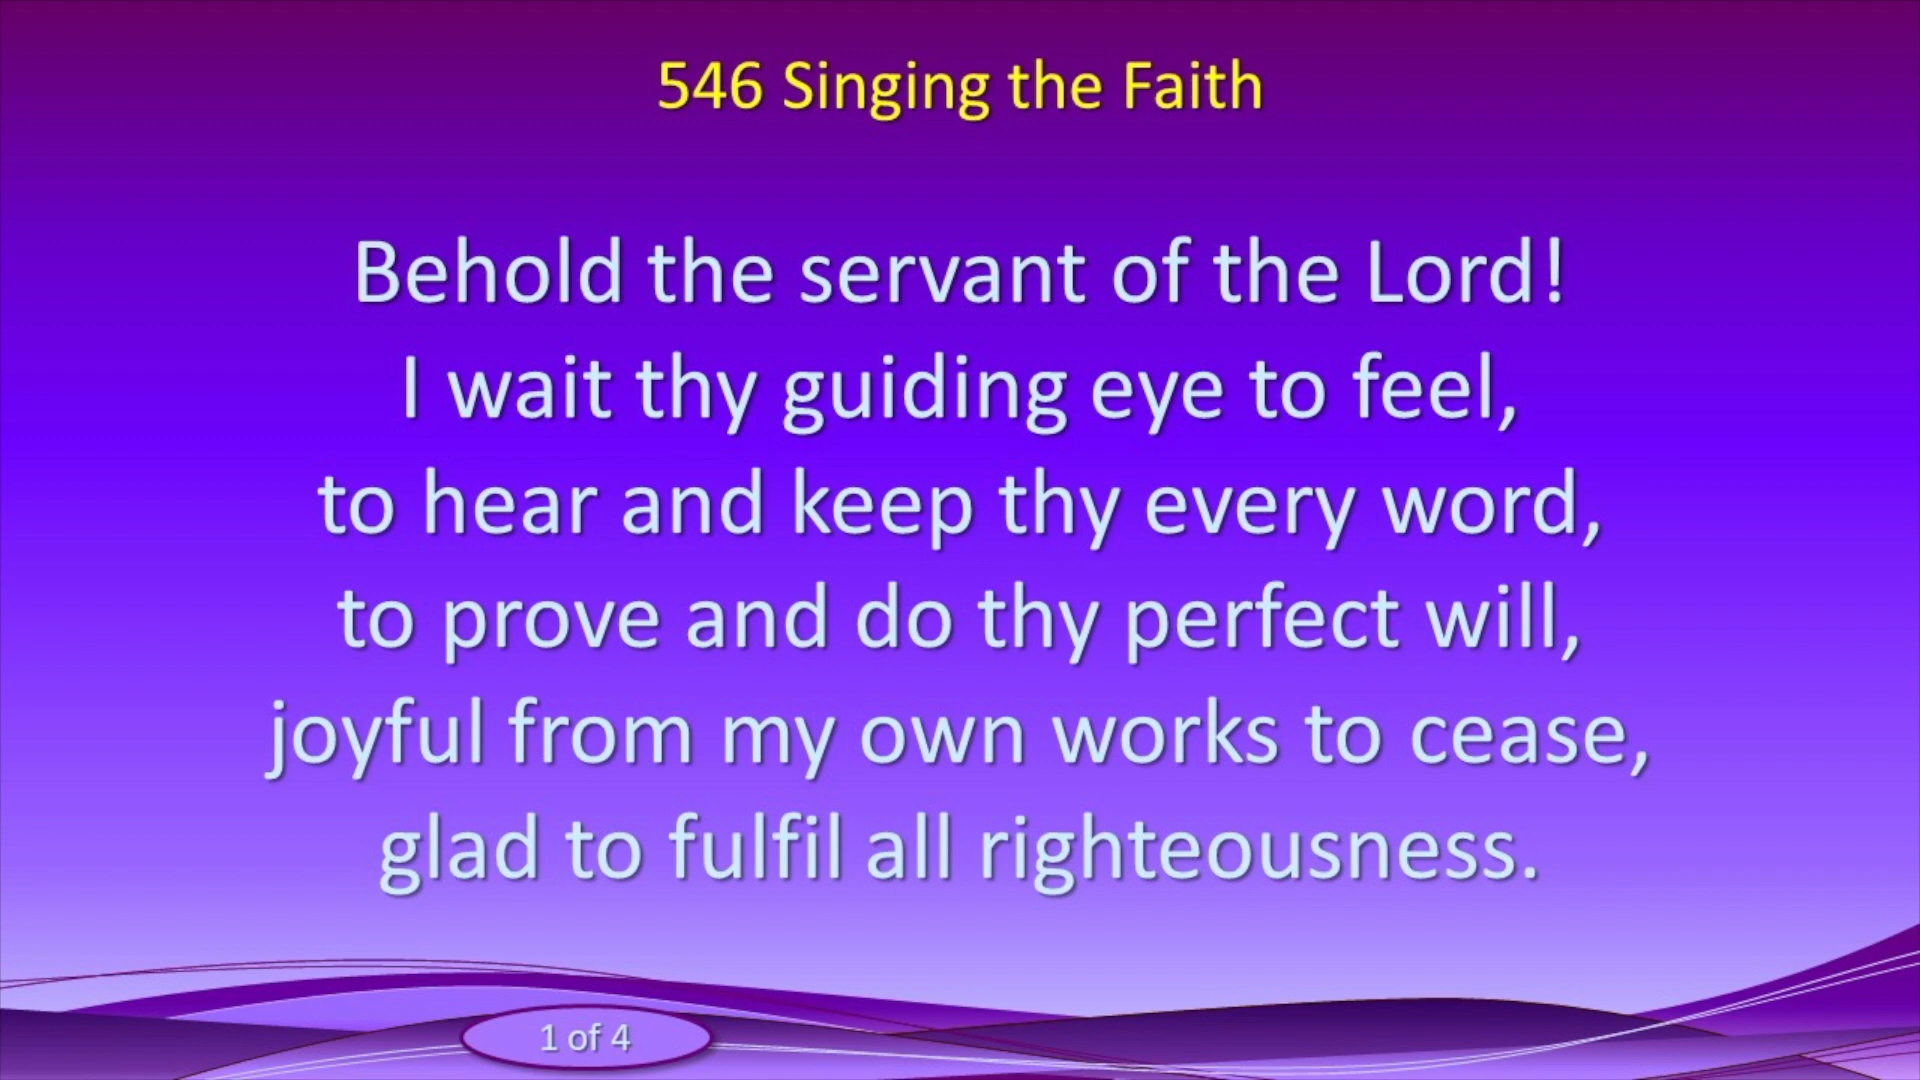 546 Singing the Faith
Behold the servant of the Lord!
I wait thy guiding eye to feel,
to hear and keep thy every word,
to prove and do thy perfect will,
joyful from my own works to cease,
glad to fulfil all righteousness.
1 of 4